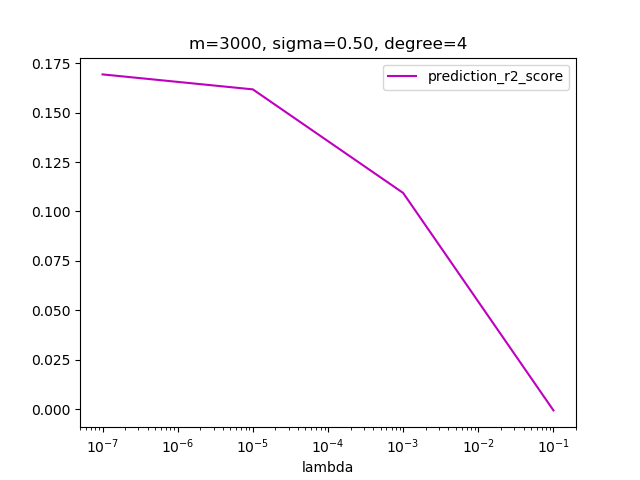 m=3000, sigma=0.50, degree=4
prediction_r2_score
0.175
0.150
0.125
0.100
0.075
0.050
0.025
0.000
10⁻⁷ 10⁻⁶ 10⁻⁵ 10⁻⁴ 10⁻³ 10⁻² 10⁻¹
lambda